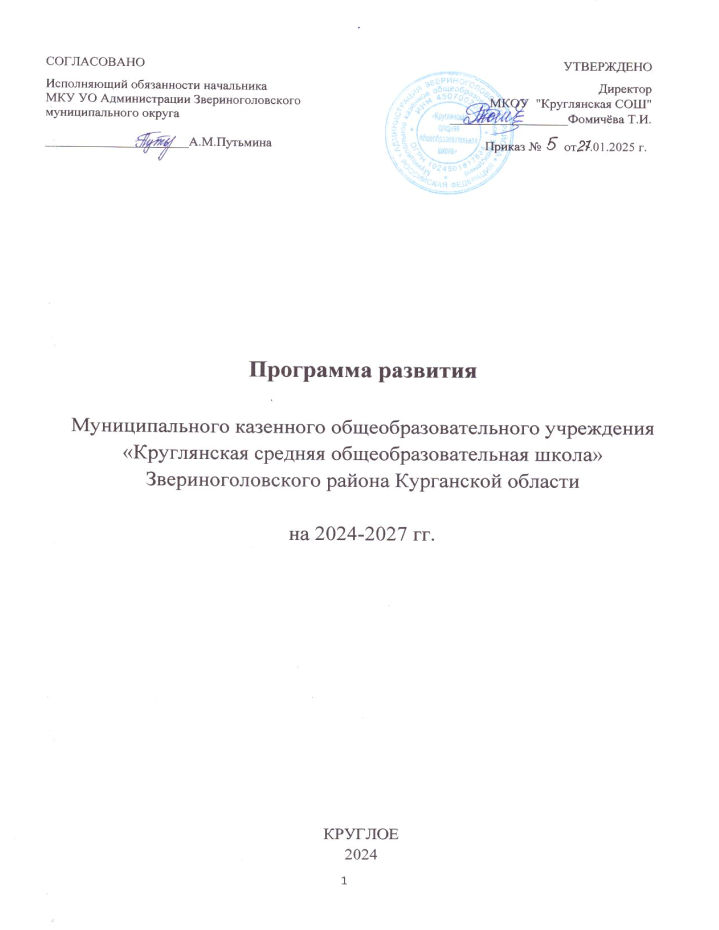 СОГЛАСОВАНО
Исполняющий обязанности начальника
МКУ УО Администрации Звериноголовского
муниципального округа
А.М.Путьмина
УТВЕРЖДЕНО
Директор
МКОУ "Круглянская СОШ"
Фомичёва Т.И.
Приказ № 5 от 27.01.2025 г.
Программа развития
Муниципального казенного общеобразовательного учреждения
«Круглянская средняя общеобразовательная школа»
Звериноголовского района Курганской области
на 2024-2027 гг.
КРУГЛОЕ
2024
1